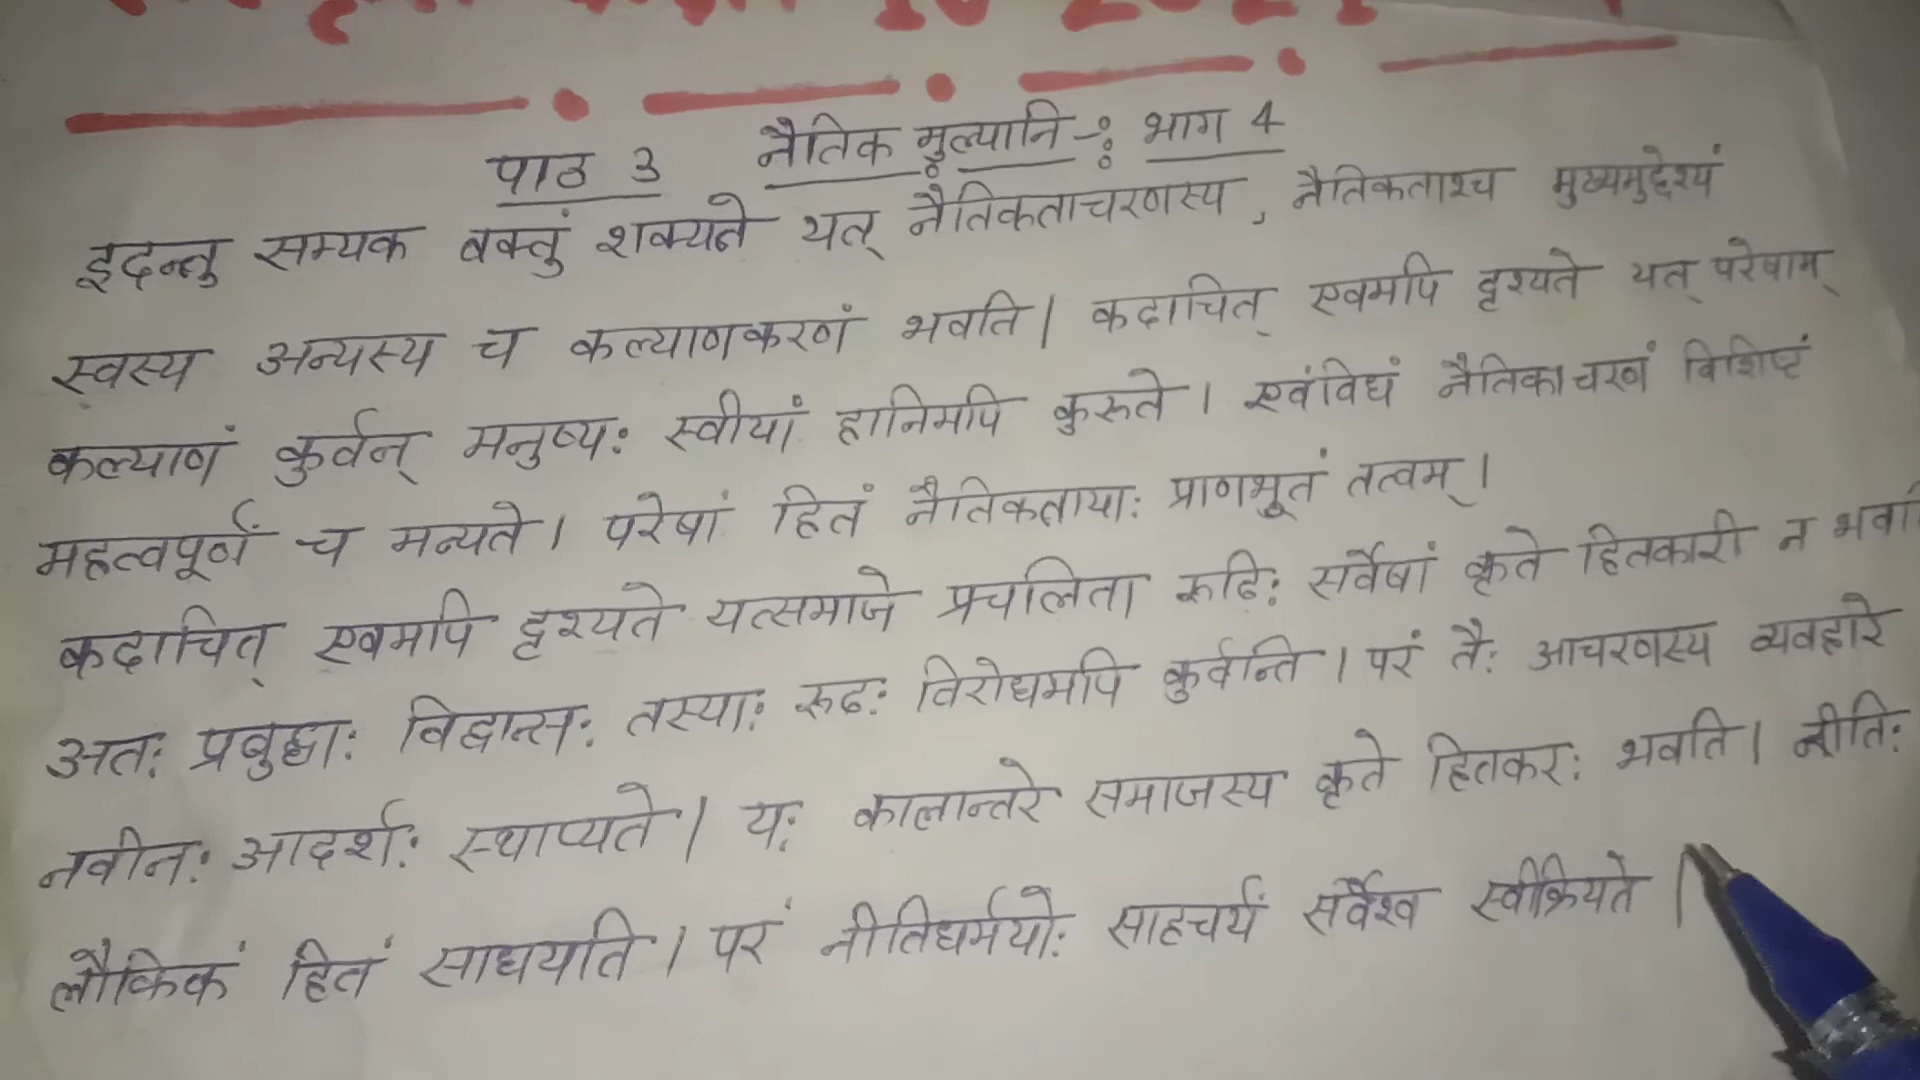 पाठ 3 नैतिक मुल्यानि -: भाग 4
इदन्तु सम्यक वक्तुं शक्यते यत् नैतिकताचरणस्य , नैतिकताश्च मुख्यमुद्देश्यं
स्वस्य अन्यस्य च कल्याणकरणं भवति। कदाचित् एवमपि दृश्यते यत् परेषाम्
कल्याणं कुर्वन् मनुष्यः स्वीयां हानिमपि कुरूते। एवंविधं नैतिकाचरणं विशिष्टं
महत्वपूर्णं च मन्यते। परेषां हितं नैतिकतायाः प्राणभूतं तत्वम्।
कदाचित् एवमपि दृश्यते यत्समाजे प्रचलिता रूढिः सर्वेषां कृते हितकारी न
अतः प्रबुद्धाः विद्वान्सः तस्याः रूढः विरोधमपि कुर्वन्ति। परं तैः आचरणस्य व्यवहारे
नवीनः आदर्शः स्थाप्यते। यः कालान्तरे समाजस्य कृते हितकरः भवति। नीतिः
लौकिकं हितं साधयति। परं नीतिधर्मयोः साहचर्यं सर्वैश्व स्वीक्रियते।